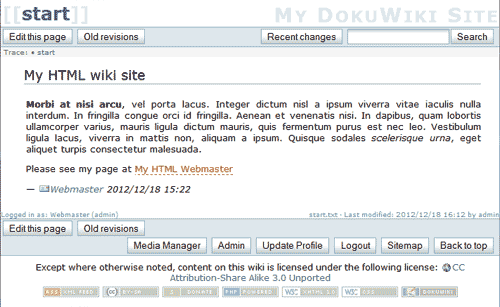 [[start]]
My DokuWiki Site
Edit this page Old revisions Recent changes Search
Trace: • start
My HTML wiki site
Morbi at nisi arcu, vel porta lacus. Integer dictum nisl a ipsum viverra vitae iaculis nulla
interdum. In fringilla congue orci id fringilla. Aenean et venenatis nisi. In dapibus, quam lobortis
ullamcorper varius, mauris ligula dictum mauris, quis fermentum purus est nec leo. Vestibulum
ligula lacus, viverra in mattis non, aliquam a ipsum. Quisque sodales scelerisque urna, eget
aliquet turpis consectetur malesuada.
Please see my page at My HTML Webmaster
— Webmaster 2012/12/18 15:22
Logged in as: Webmaster (admin) start.txt · Last modified: 2012/12/18 16:12 by admin
Edit this page Old revisions
Media Manager Admin Update Profile Logout Sitemap Back to top
Except where otherwise noted, content on this wiki is licensed under the following license: CC
Attribution-Share Alike 3.0 Unported
RSS XML FEED CC BY-SA $ DONATE PHP POWERED W3C XHTML 1.0 W3C CSS DOKUWIKI